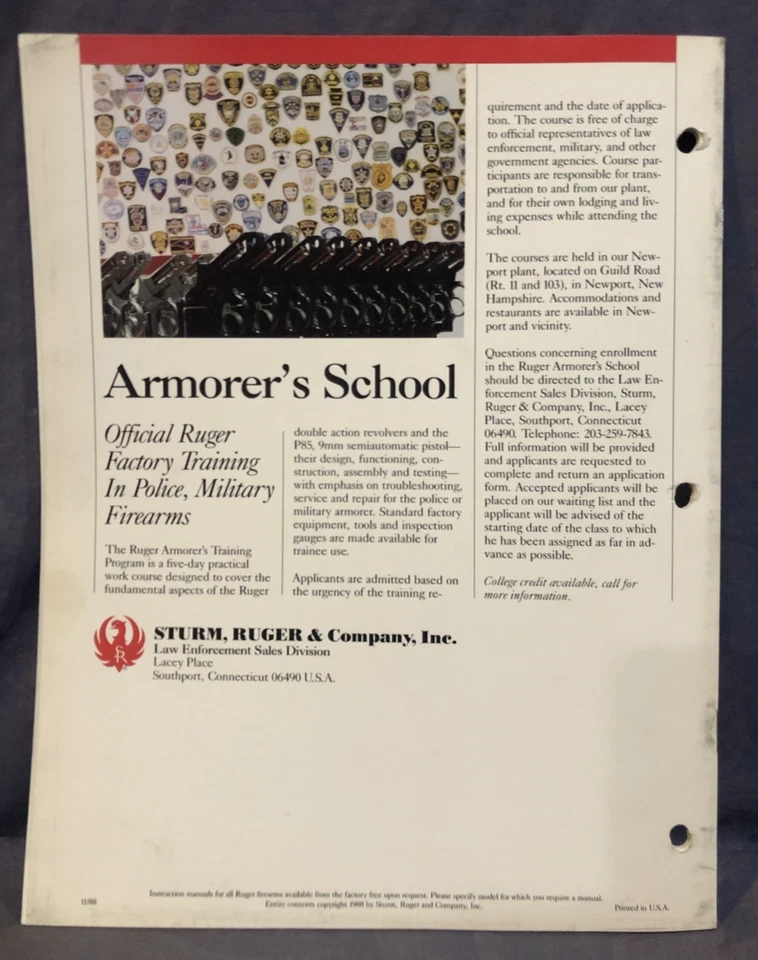 Armorer's School
Official Ruger
Factory Training
In Police, Military
Firearms
The Ruger Armorer's Training
Program is a five-day practical
work course designed to cover the
fundamental aspects of the Ruger
double action revolvers and the
P85, 9mm semiautomatic pistol—
their design, functioning, con-
struction, assembly and testing—
with emphasis on troubleshooting,
service and repair for the police or
military armorer. Standard factory
equipment, tools and inspection
gauges are made available for
trainee use.
Applicants are admitted based on
the urgency of the training re-
quirement and the date of applica-
tion. The course is free of charge
to official representatives of law
enforcement, military, and other
government agencies. Course par-
ticipants are responsible for trans-
portation to and from our plant,
and for their own lodging and liv-
ing expenses while attending the
school.
The courses are held in our New-
port plant, located on Guild Road
(Rt. 11 and 103), in Newport, New
Hampshire. Accommodations and
restaurants are available in New-
port and vicinity.
Questions concerning enrollment
in the Ruger Armorer's School
should be directed to the Law En-
forcement Sales Division, Sturm,
Ruger & Company, Inc., Lacey
Place, Southport, Connecticut
06490. Telephone: 203-259-7843.
Full information will be provided
and applicants are requested to
complete and return an application
form. Accepted applicants will be
placed on our waiting list and the
applicant will be advised of the
starting date of the class to which
he has been assigned as far in ad-
vance as possible.
College credit available, call for
more information.
SR
STURM, RUGER & Company, Inc.
Law Enforcement Sales Division
Lacey Place
Southport, Connecticut 06490 U.S.A.
Instruction manuals for all Ruger firearms available from the factory free upon request. Please specify model for which you require a manual.
Entire contents copyright 1988 by Sturm, Ruger and Company, Inc.
11/88
Printed in U.S.A.